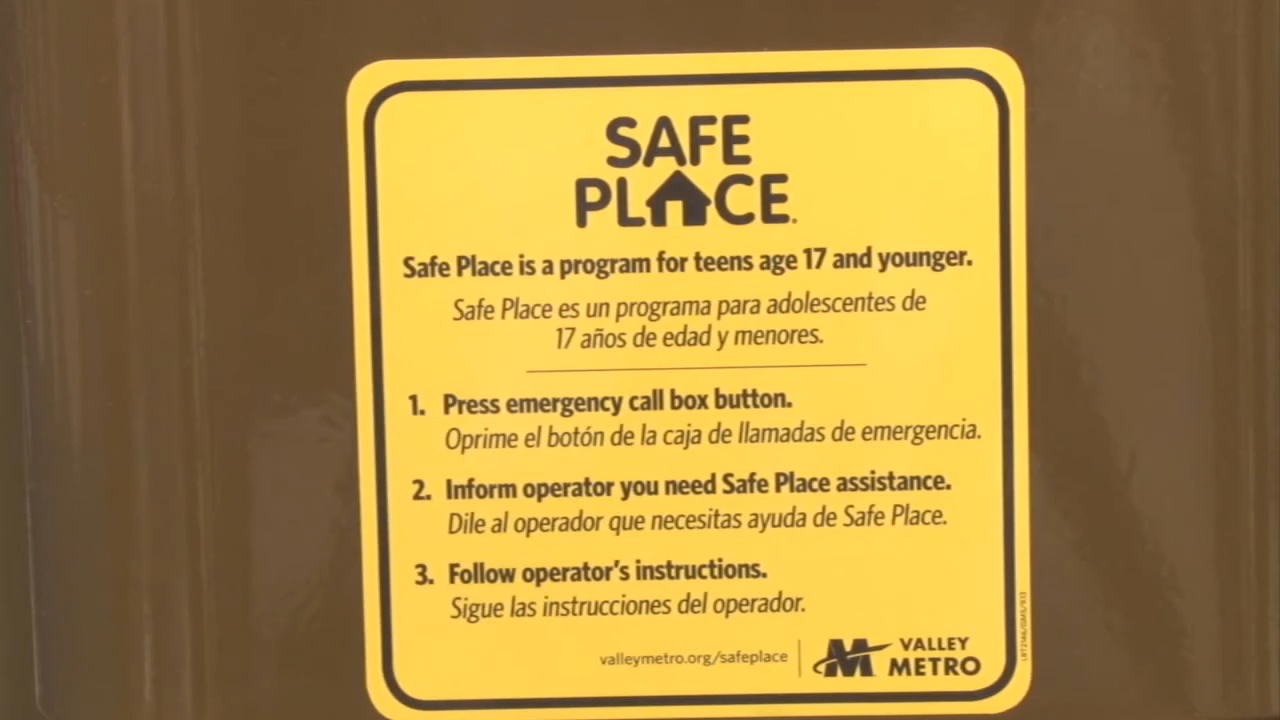 SAFE
PLACE.
Safe Place is a program for teens age 17 and younger.
Safe Place es un programa para adolescentes de
17 años de edad y menores.
1. Press emergency call box button.
Oprime el botón de la caja de llamadas de emergencia.
2. Inform operator you need Safe Place assistance.
Dile al operador que necesitas ayuda de Safe Place.
3. Follow operator's instructions.
Sigue las instrucciones del operador.
valleymetro.org/safeplace
VALLEY
METRO